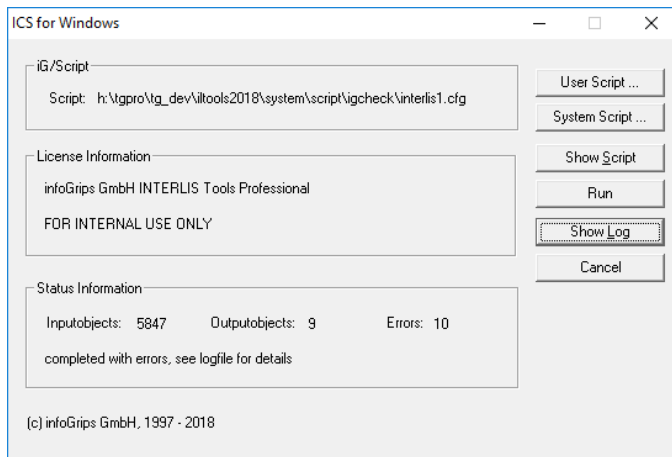 ICS for Windows
iG/Script
Script: h:\tgpro\tg_dev\iltools2018\system\script\igcheck\interlis1.cfg
User Script ...
System Script ...
License Information
infoGrips GmbH INTERLIS Tools Professional
FOR INTERNAL USE ONLY
Show Script
Run
Show Log
Cancel
Status Information
Inputobjects: 5847 Outputobjects: 9 Errors: 10
completed with errors, see logfile for details
(c) infoGrips GmbH, 1997 - 2018